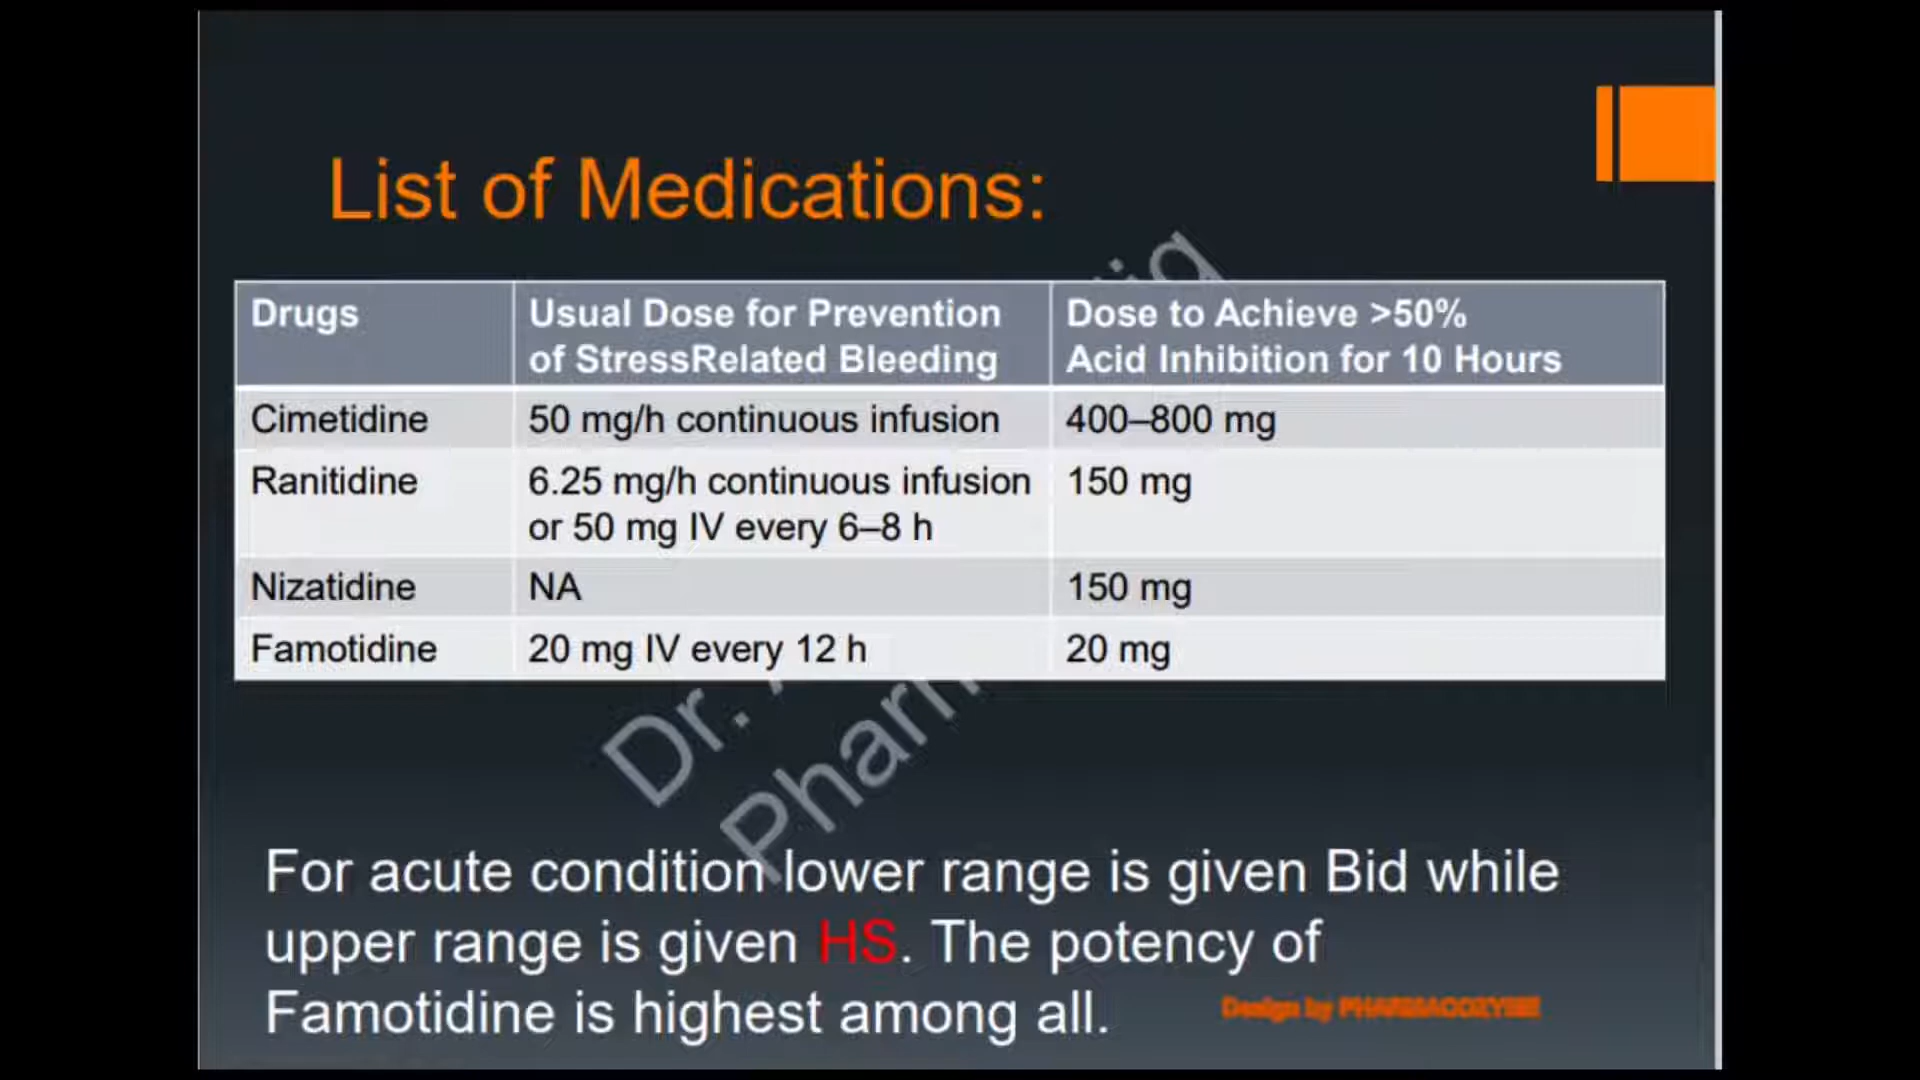 List of Medications:
Drugs
Usual Dose for Prevention
of StressRelated Bleeding
Dose to Achieve >50%
Acid Inhibition for 10 Hours
Cimetidine
50 mg/h continuous infusion
400–800 mg
Ranitidine
6.25 mg/h continuous infusion
or 50 mg IV every 6–8 h
150 mg
Nizatidine
NA
150 mg
Famotidine
20 mg IV every 12 h
20 mg
Dr.
For acute condition lower range is given Bid while
upper range is given HS. The potency of
Famotidine is highest among all.
Design by